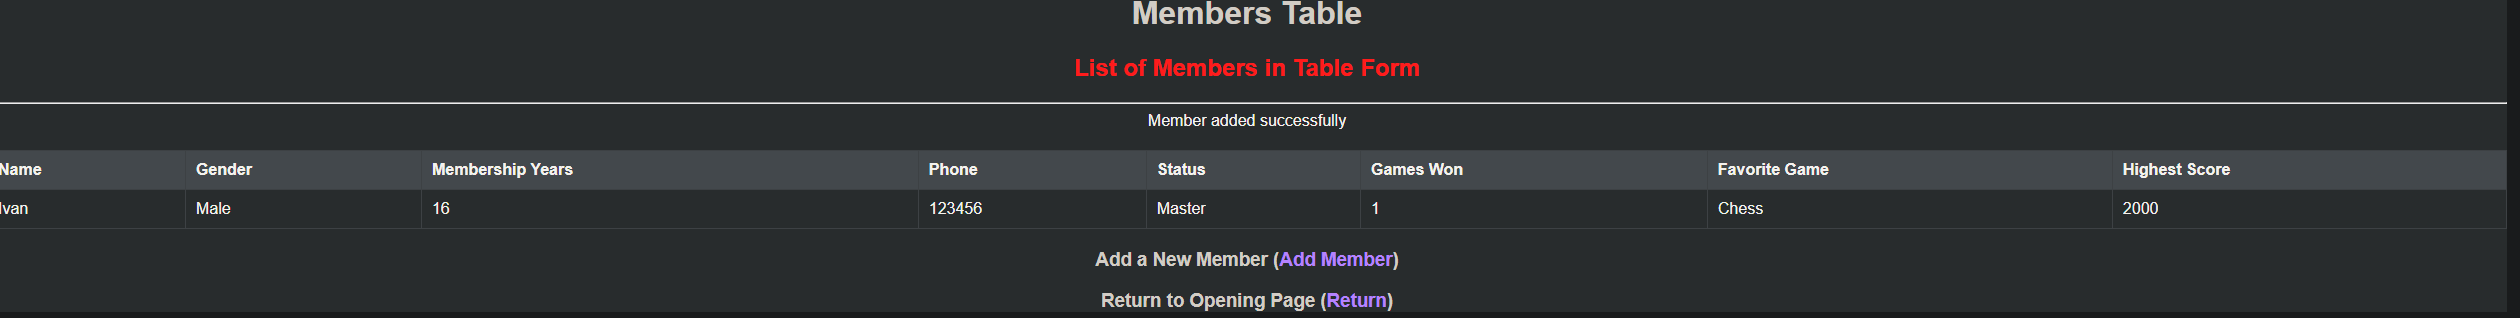 Members Table
List of Members in Table Form
Member added successfully
Name Gender Membership Years Phone Status Games Won Favorite Game Highest Score
Ivan Male 16 123456 Master 1 Chess 2000
Add a New Member (Add Member)
Return to Opening Page (Return)